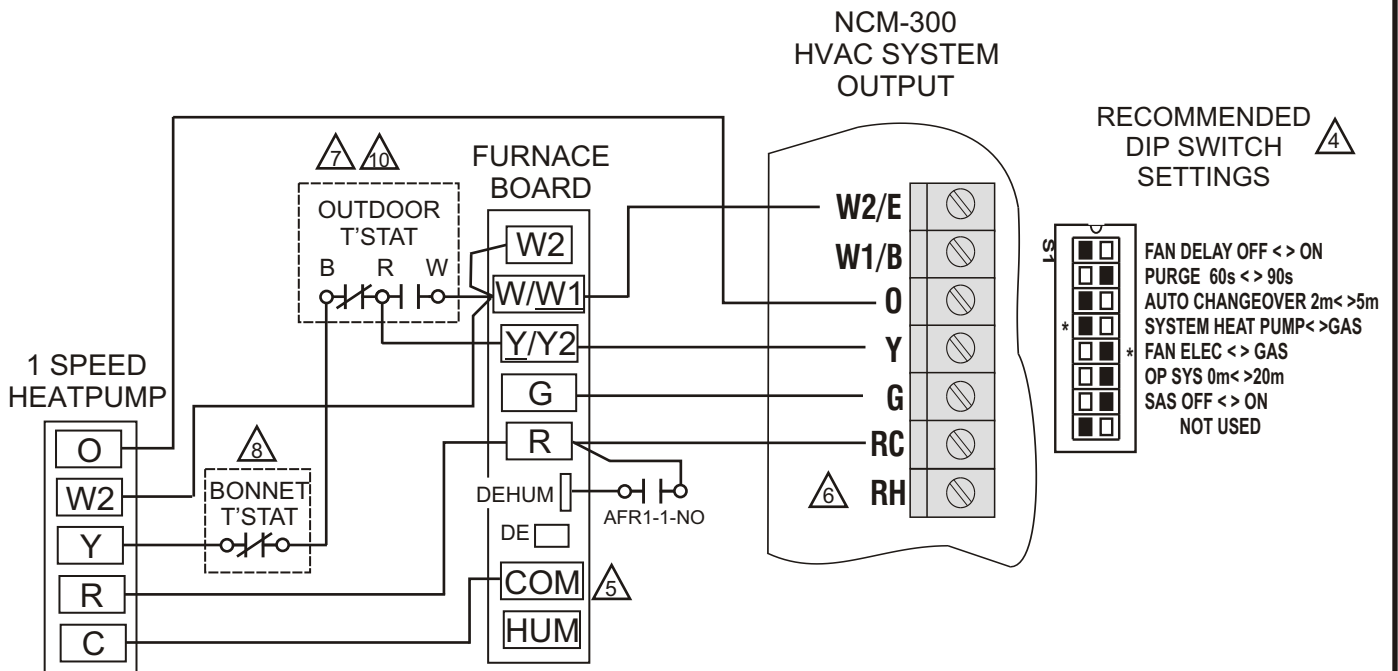 NCM-300
HVAC SYSTEM
OUTPUT
RECOMMENDED
DIP SWITCH
SETTINGS
4
7
10
FURNACE
BOARD
OUTDOOR
T'STAT
B R W
W2
W/W1
Y/Y2
G
R
DEHUM
AFR1-1-NO
DE
COM
5
HUM
W2/E
W1/B
O
Y
G
RC
6
RH
S1
FAN DELAY OFF < > ON
PURGE 60s < > 90s
AUTO CHANGEOVER 2m< >5m
* SYSTEM HEAT PUMP< >GAS
* FAN ELEC < > GAS
OP SYS 0m< >20m
SAS OFF < > ON
NOT USED
1 SPEED
HEATPUMP
O
W2
Y
R
C
8
BONNET
T'STAT